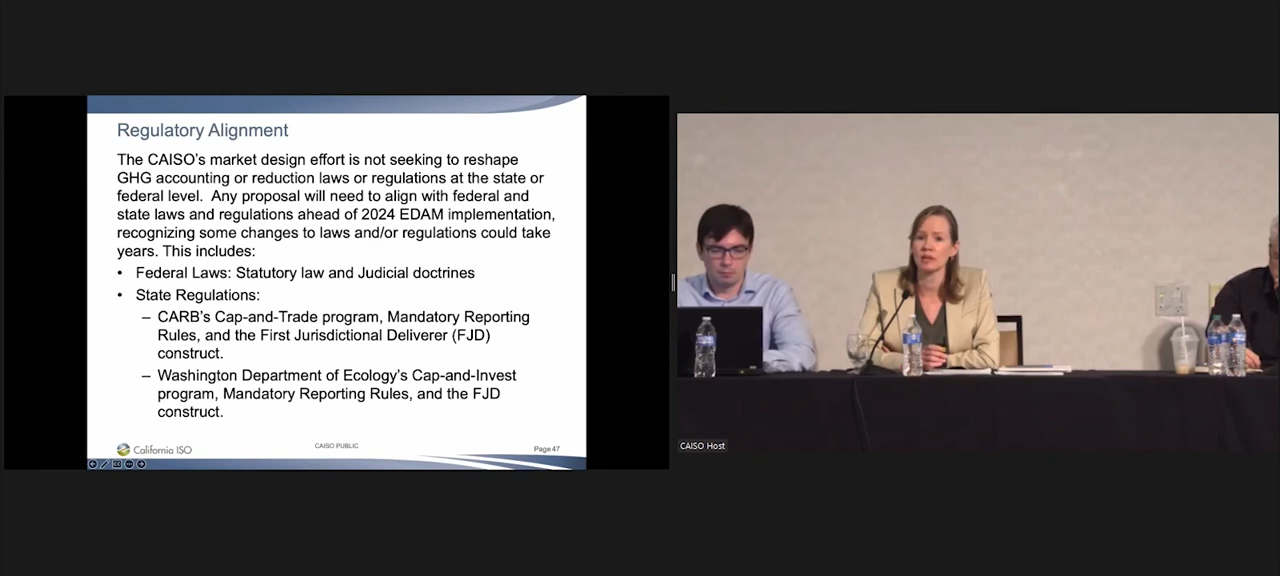 Regulatory Alignment
The CAISO's market design effort is not seeking to reshape
GHG accounting or reduction laws or regulations at the state or
federal level.  Any proposal will need to align with federal and
state laws and regulations ahead of 2024 EDAM implementation,
recognizing some changes to laws and/or regulations could take
years. This includes:
• Federal Laws: Statutory law and Judicial doctrines
• State Regulations:
– CARB's Cap-and-Trade program, Mandatory Reporting
Rules, and the First Jurisdictional Deliverer (FJD)
construct.
– Washington Department of Ecology's Cap-and-Invest
program, Mandatory Reporting Rules, and the FJD
construct.
California ISO
CAISO PUBLIC
Page 47
CAISO Host